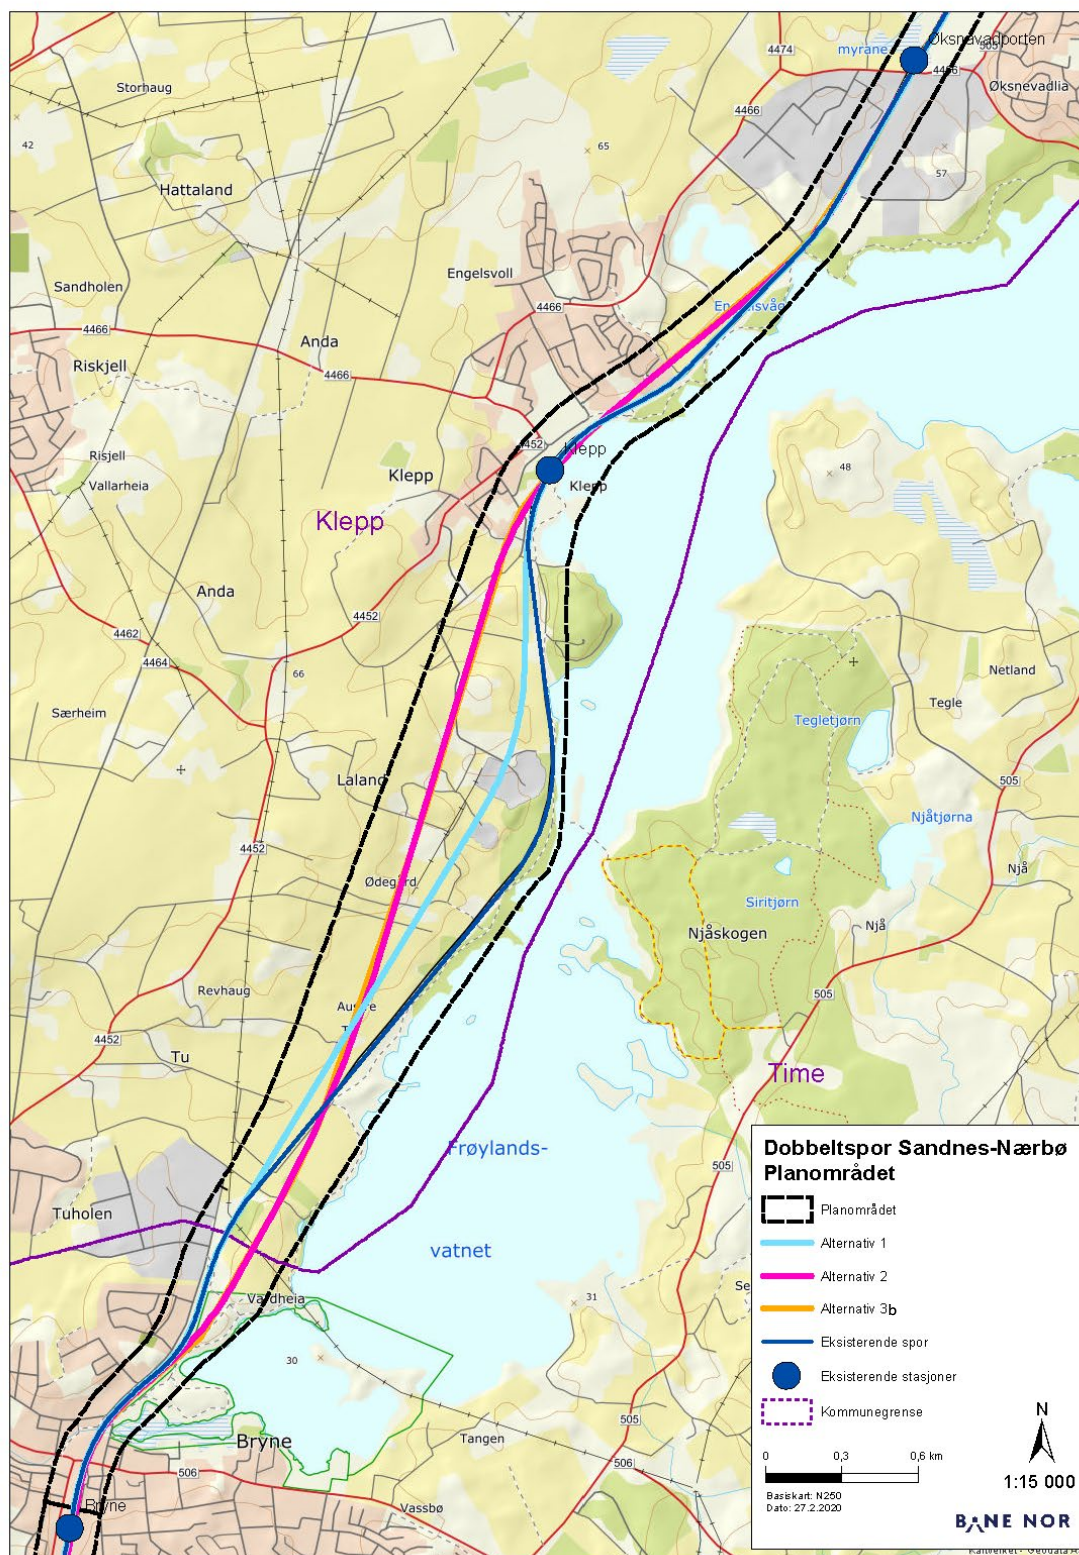 Øksnavadporten
505
myrane
4474
4466
Øksnevadlia
Storhaug
4466
42
65
57
Hattaland
Engelsvoll
Sandholen
4466
4466
Anda
Riskjell
4466
4452
Klepp
Risjell
Vallarheia
Klepp
Klepp
48
Klepp
Anda
4452
4462
4464
66
Netland
Tegle
Særheim
Tegletjørn
Laland
505
Njåtjørna
4452
Njå
Ødegård
Siritjørn
Njå
Njåskogen
Revhaug
505
4452
Tu
Time
Frøylands-
505
Tuholen
vatnet
Vardheia
31
30
Bryne
Tangen
505
506
506
Vassbø
Bryne
Dobbeltspor Sandnes-Nærbø
Planområdet
Planområdet
Alternativ 1
Alternativ 2
Alternativ 3b
Eksisterende spor
Eksisterende stasjoner
Kommunegrense
N
0 0,3 0,6 km
1:15 000
Basiskart: N250
Dato: 27.2.2020
BANE NOR